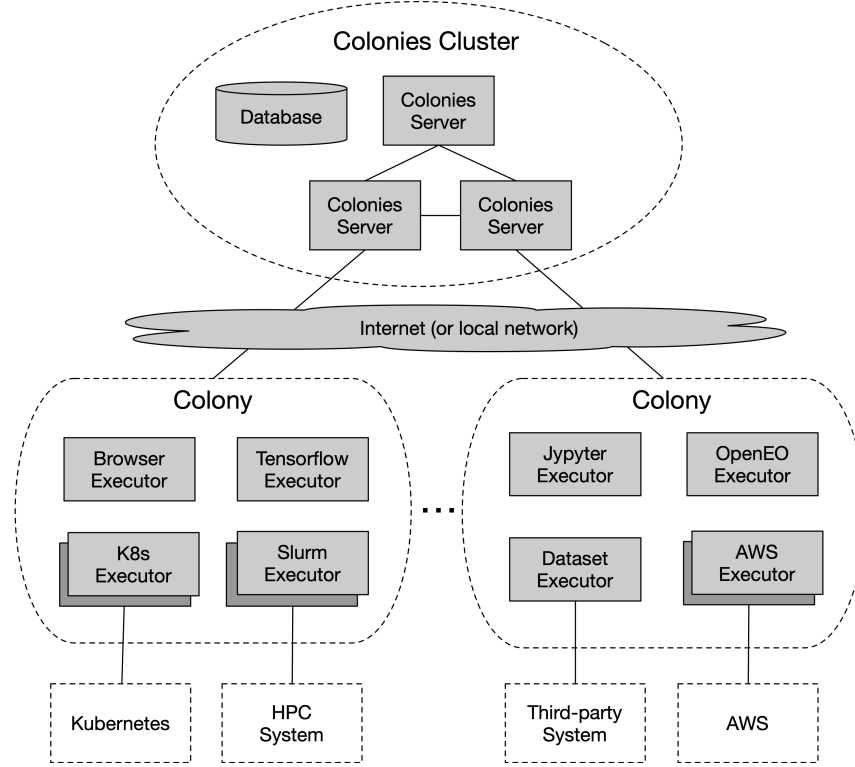 Colonies Cluster
Database
Colonies
Server
Colonies
Server
Colonies
Server
Internet (or local network)
Colony
Browser
Executor
Tensorflow
Executor
K8s
Executor
Slurm
Executor
...
Colony
Jypyter
Executor
OpenEO
Executor
Dataset
Executor
AWS
Executor
Kubernetes
HPC
System
Third-party
System
AWS